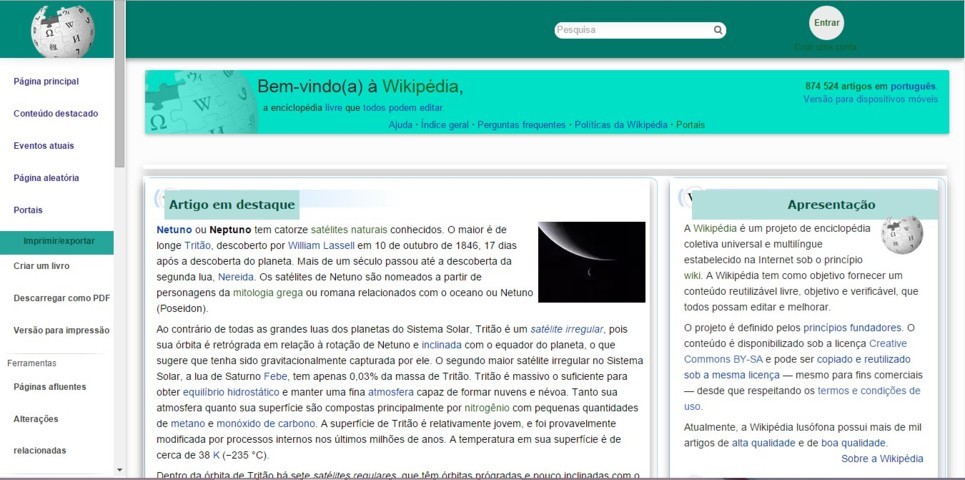 Pesquisa
Entrar
Criar uma conta
Página principal
Conteúdo destacado
Eventos atuais
Página aleatória
Portais
Imprimir/exportar
Criar um livro
Descarregar como PDF
Versão para impressão
Ferramentas
Páginas afluentes
Alterações
relacionadas
Bem-vindo(a) à Wikipédia,
a enciclopédia livre que todos podem editar.
874 524 artigos em português.
Versão para dispositivos móveis
Ajuda · Índice geral · Perguntas frequentes · Políticas da Wikipédia · Portais
Artigo em destaque
Netuno ou Neptuno tem catorze satélites naturais conhecidos. O maior é de
longe Tritão, descoberto por William Lassell em 10 de outubro de 1846, 17 dias
após a descoberta do planeta. Mais de um século passou até a descoberta da
segunda lua, Nereida. Os satélites de Netuno são nomeados a partir de
personagens da mitologia grega ou romana relacionados com o oceano ou Netuno
(Poseidon).
Ao contrário de todas as grandes luas dos planetas do Sistema Solar, Tritão é um satélite irregular, pois
sua órbita é retrógrada em relação à rotação de Netuno e inclinada com o equador do planeta, o que
sugere que tenha sido gravitacionalmente capturada por ele. O segundo maior satélite irregular no Sistema
Solar, a lua de Saturno Febe, tem apenas 0,03% da massa de Tritão. Tritão é massivo o suficiente para
obter equilíbrio hidrostático e manter uma fina atmosfera capaz de formar nuvens e névoa. Tanto sua
atmosfera quanto sua superfície são compostas principalmente por nitrogênio com pequenas quantidades
de metano e monóxido de carbono. A superfície de Tritão é relativamente jovem, e foi provavelmente
modificada por processos internos nos últimos milhões de anos. A temperatura em sua superfície é de
cerca de 38 K (−235 °C).
Dentro da órbita de Tritão há sete satélites regulares, que têm órbitas prógradas e pouco inclinadas com o
Apresentação
A Wikipédia é um projeto de enciclopédia
coletiva universal e multilíngue
estabelecido na Internet sob o princípio
wiki. A Wikipédia tem como objetivo fornecer um
conteúdo reutilizável livre, objetivo e verificável, que
todos possam editar e melhorar.
O projeto é definido pelos princípios fundadores. O
conteúdo é disponibilizado sob a licença Creative
Commons BY-SA e pode ser copiado e reutilizado
sob a mesma licença — mesmo para fins comerciais
— desde que respeitando os termos e condições de
uso.
Atualmente, a Wikipédia lusófona possui mais de mil
artigos de alta qualidade e de boa qualidade.
Sobre a Wikipédia